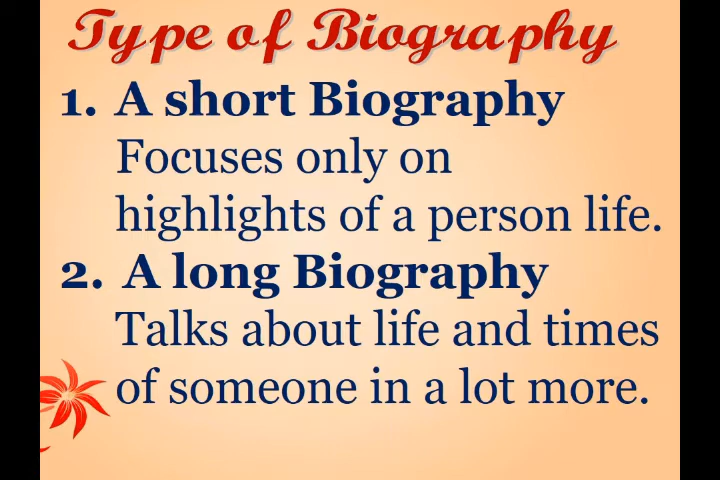 Type of Biography
1. A short Biography
Focuses only on
highlights of a person life.
2. A long Biography
Talks about life and times
of someone in a lot more.